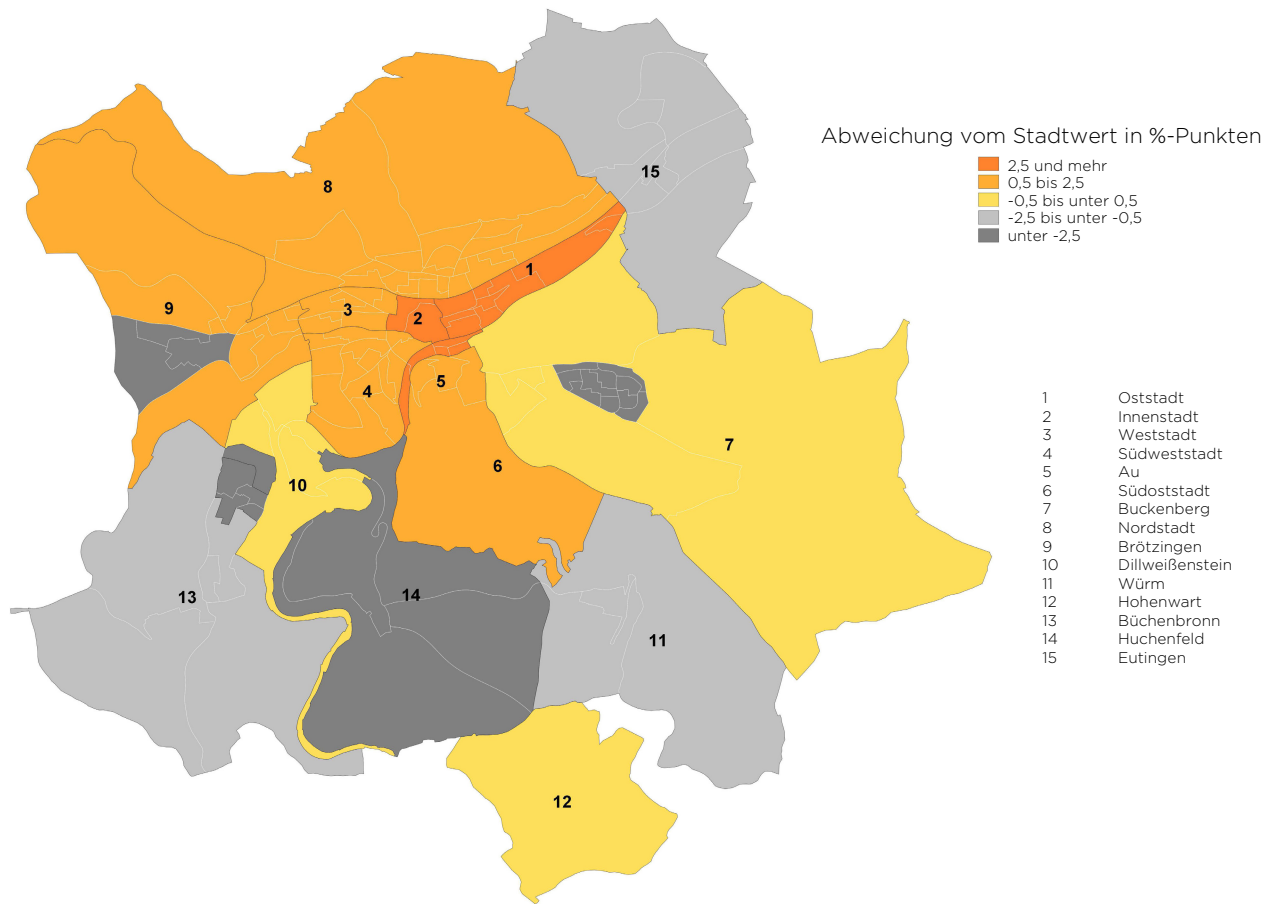 Abweichung vom Stadtwert in %-Punkten
2,5 und mehr
0,5 bis 2,5
-0,5 bis unter 0,5
-2,5 bis unter -0,5
unter -2,5
15
8
1
9
3
2
5
4
7
6
10
13
14
11
12
1 Oststadt
2 Innenstadt
3 Weststadt
4 Südweststadt
5 Au
6 Südoststadt
7 Buckenberg
8 Nordstadt
9 Brötzingen
10 Dillweißenstein
11 Würm
12 Hohenwart
13 Büchenbronn
14 Huchenfeld
15 Eutingen